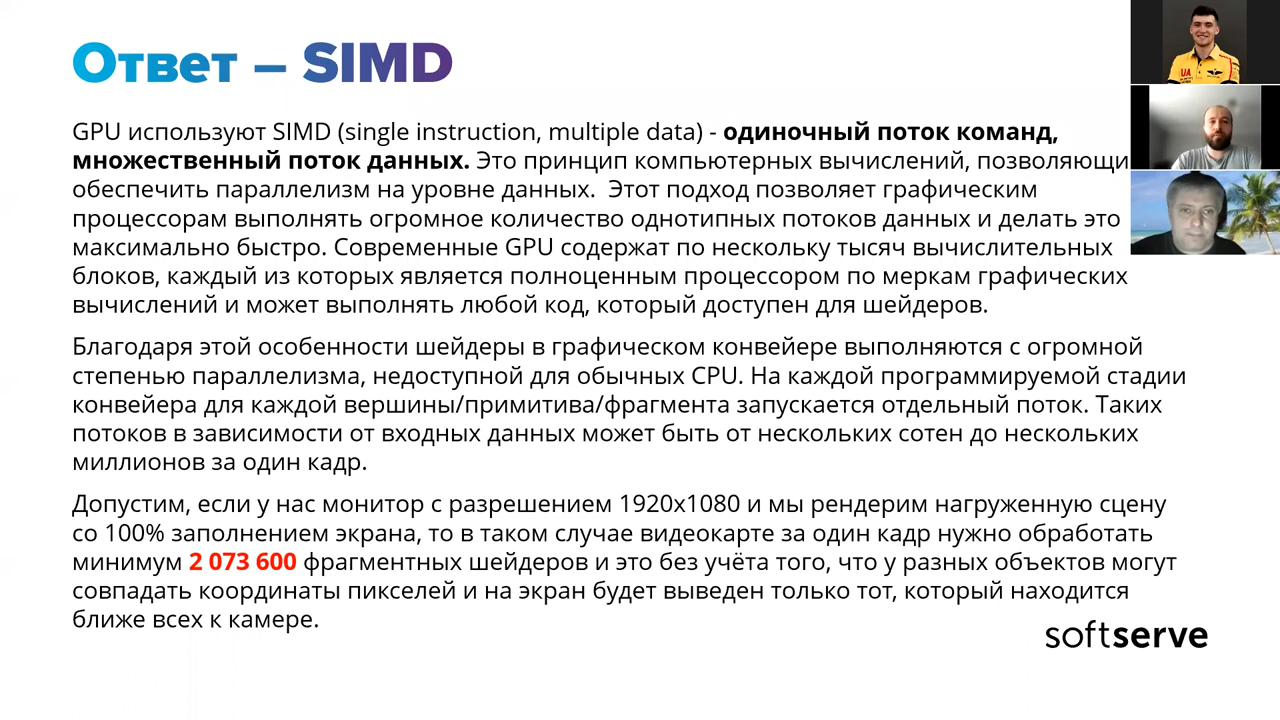 Ответ – SIMD
GPU используют SIMD (single instruction, multiple data) - одиночный поток команд,
множественный поток данных. Это принцип компьютерных вычислений, позволяющи
обеспечить параллелизм на уровне данных. Этот подход позволяет графическим
процессорам выполнять огромное количество однотипных потоков данных и делать это
максимально быстро. Современные GPU содержат по нескольку тысяч вычислительных
блоков, каждый из которых является полноценным процессором по меркам графических
вычислений и может выполнять любой код, который доступен для шейдеров.
Благодаря этой особенности шейдеры в графическом конвейере выполняются с огромной
степенью параллелизма, недоступной для обычных CPU. На каждой программируемой стадии
конвейера для каждой вершины/примитива/фрагмента запускается отдельный поток. Таких
потоков в зависимости от входных данных может быть от нескольких сотен до нескольких
миллионов за один кадр.
Допустим, если у нас монитор с разрешением 1920x1080 и мы рендерим нагруженную сцену
со 100% заполнением экрана, то в таком случае видеокарте за один кадр нужно обработать
минимум 2 073 600 фрагментных шейдеров и это без учёта того, что у разных объектов могут
совпадать координаты пикселей и на экран будет выведен только тот, который находится
ближе всех к камере.
softserve
UA